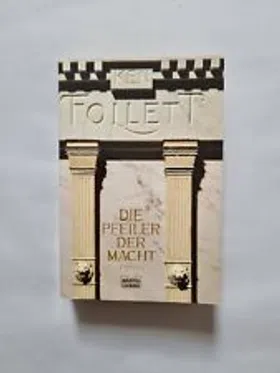 KEN
FOLLETT
DIE
PFEILER
DER
MACHT